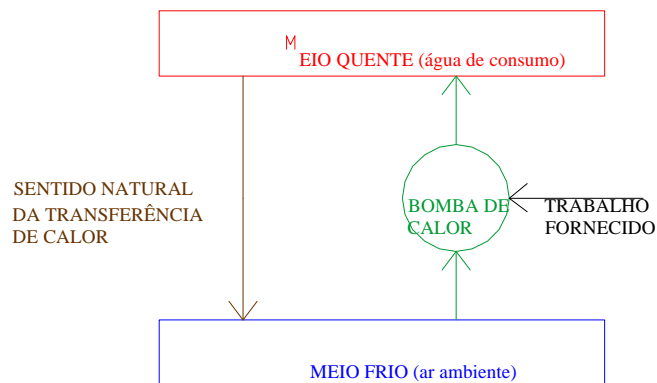 MEIO QUENTE (água de consumo)
SENTIDO NATURAL
DA TRANSFERÊNCIA
DE CALOR
BOMBA DE
CALOR
TRABALHO
FORNECIDO
MEIO FRIO (ar ambiente)